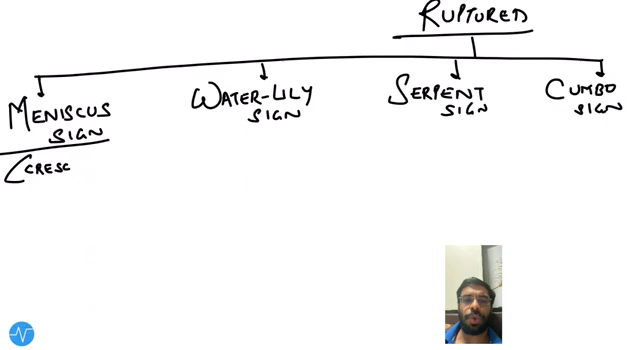 RUPTURED
MENISCUS
SIGN
WATER-LILY
SIGN
SERPENT
SIGN
CUMBO
SIGN
(CRESC